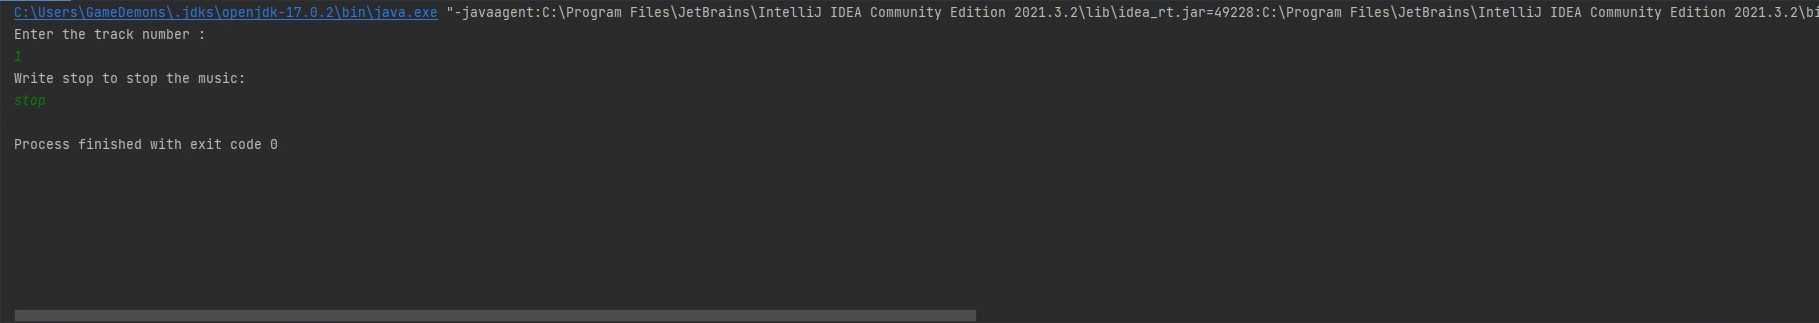 C:\Users\GameDemons\.jdks\openjdk-17.0.2\bin\java.exe "-javaagent:C:\Program Files\JetBrains\IntelliJ IDEA Community Edition 2021.3.2\lib\idea_rt.jar=49228:C:\Program Files\JetBrains\IntelliJ IDEA Community Edition 2021.3.2\bi
Enter the track number :
1
Write stop to stop the music:
stop
Process finished with exit code 0